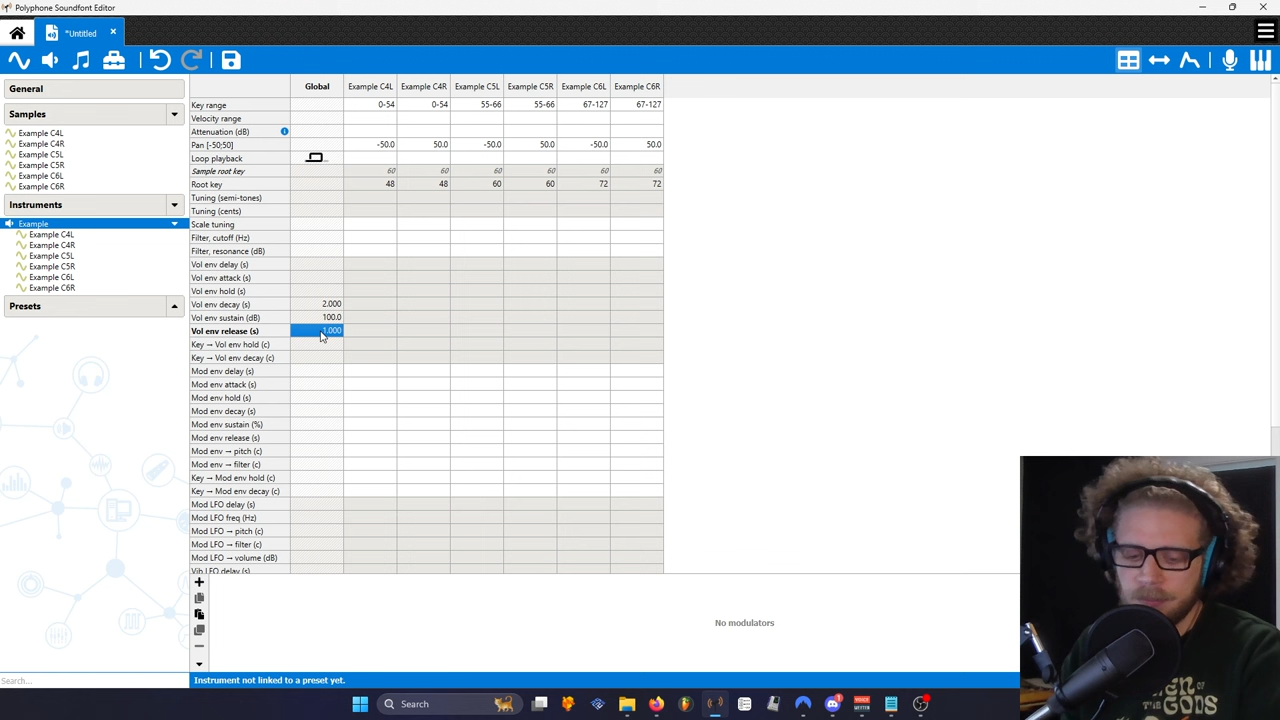 Polyphone Soundfont Editor
*Untitled
General
Samples
Example C4L
Example C4R
Example C5L
Example C5R
Example C6L
Example C6R
Instruments
Example
Example C4L
Example C4R
Example C5L
Example C5R
Example C6L
Example C6R
Presets
Search...
Global Example C4L Example C4R Example C5L Example C5R Example C6L Example C6R
Key range 0-54 0-54 55-66 55-66 67-127 67-127
Velocity range
Attenuation (dB)
Pan [-50;50] -50.0 50.0 -50.0 50.0 -50.0 50.0
Loop playback
Sample root key 60 60 60 60 60 60
Root key 48 48 60 60 72 72
Tuning (semi-tones)
Tuning (cents)
Scale tuning
Filter, cutoff (Hz)
Filter, resonance (dB)
Vol env delay (s)
Vol env attack (s)
Vol env hold (s)
Vol env decay (s) 2.000
Vol env sustain (dB) 100.0
Vol env release (s) 1.000
Key → Vol env hold (c)
Key → Vol env decay (c)
Mod env delay (s)
Mod env attack (s)
Mod env hold (s)
Mod env decay (s)
Mod env sustain (%)
Mod env release (s)
Mod env → pitch (c)
Mod env → filter (c)
Key → Mod env hold (c)
Key → Mod env decay (c)
Mod LFO delay (s)
Mod LFO freq (Hz)
Mod LFO → pitch (c)
Mod LFO → filter (c)
Mod LFO → volume (dB)
Vib LFO delay (s)
No modulators
Instrument not linked to a preset yet.
Search
OF THE GODS